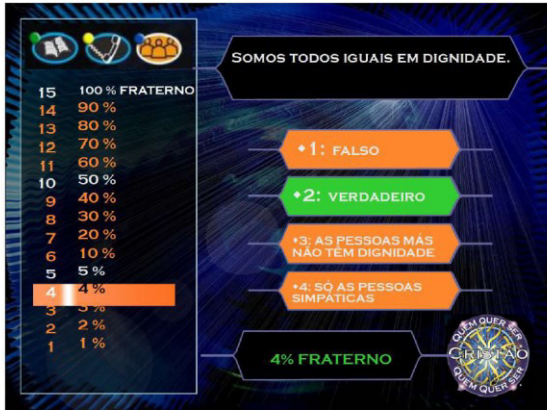 SOMOS TODOS IGUAIS EM DIGNIDADE.
15 100 % FRATERNO
14 90 %
13 80 %
12 70 %
11 60 %
10 50 %
9 40 %
8 30 %
7 20 %
6 10 %
5 5 %
4 4 %
3 3 %
2 2 %
1 1 %
1: FALSO
2: VERDADEIRO
3: AS PESSOAS MÁS
NÃO TÊM DIGNIDADE
4: SÓ AS PESSOAS
SIMPÁTICAS
4% FRATERNO
QUEM QUER SER
CRISTÃO
QUEM QUER SER